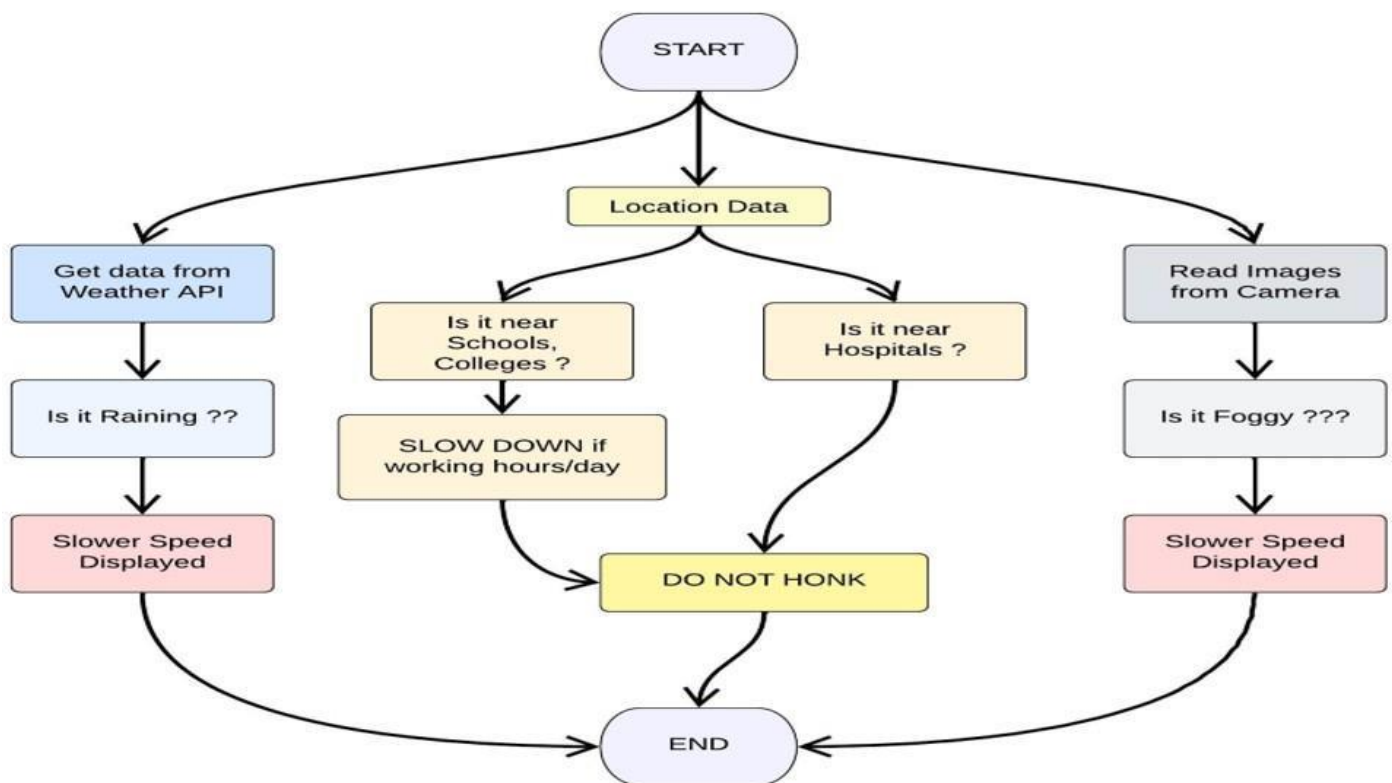 START
Location Data
Get data from
Weather API
Is it near
Schools,
Colleges ?
Is it near
Hospitals ?
Read Images
from Camera
Is it Raining ??
SLOW DOWN if
working hours/day
Is it Foggy ???
Slower Speed
Displayed
DO NOT HONK
Slower Speed
Displayed
END